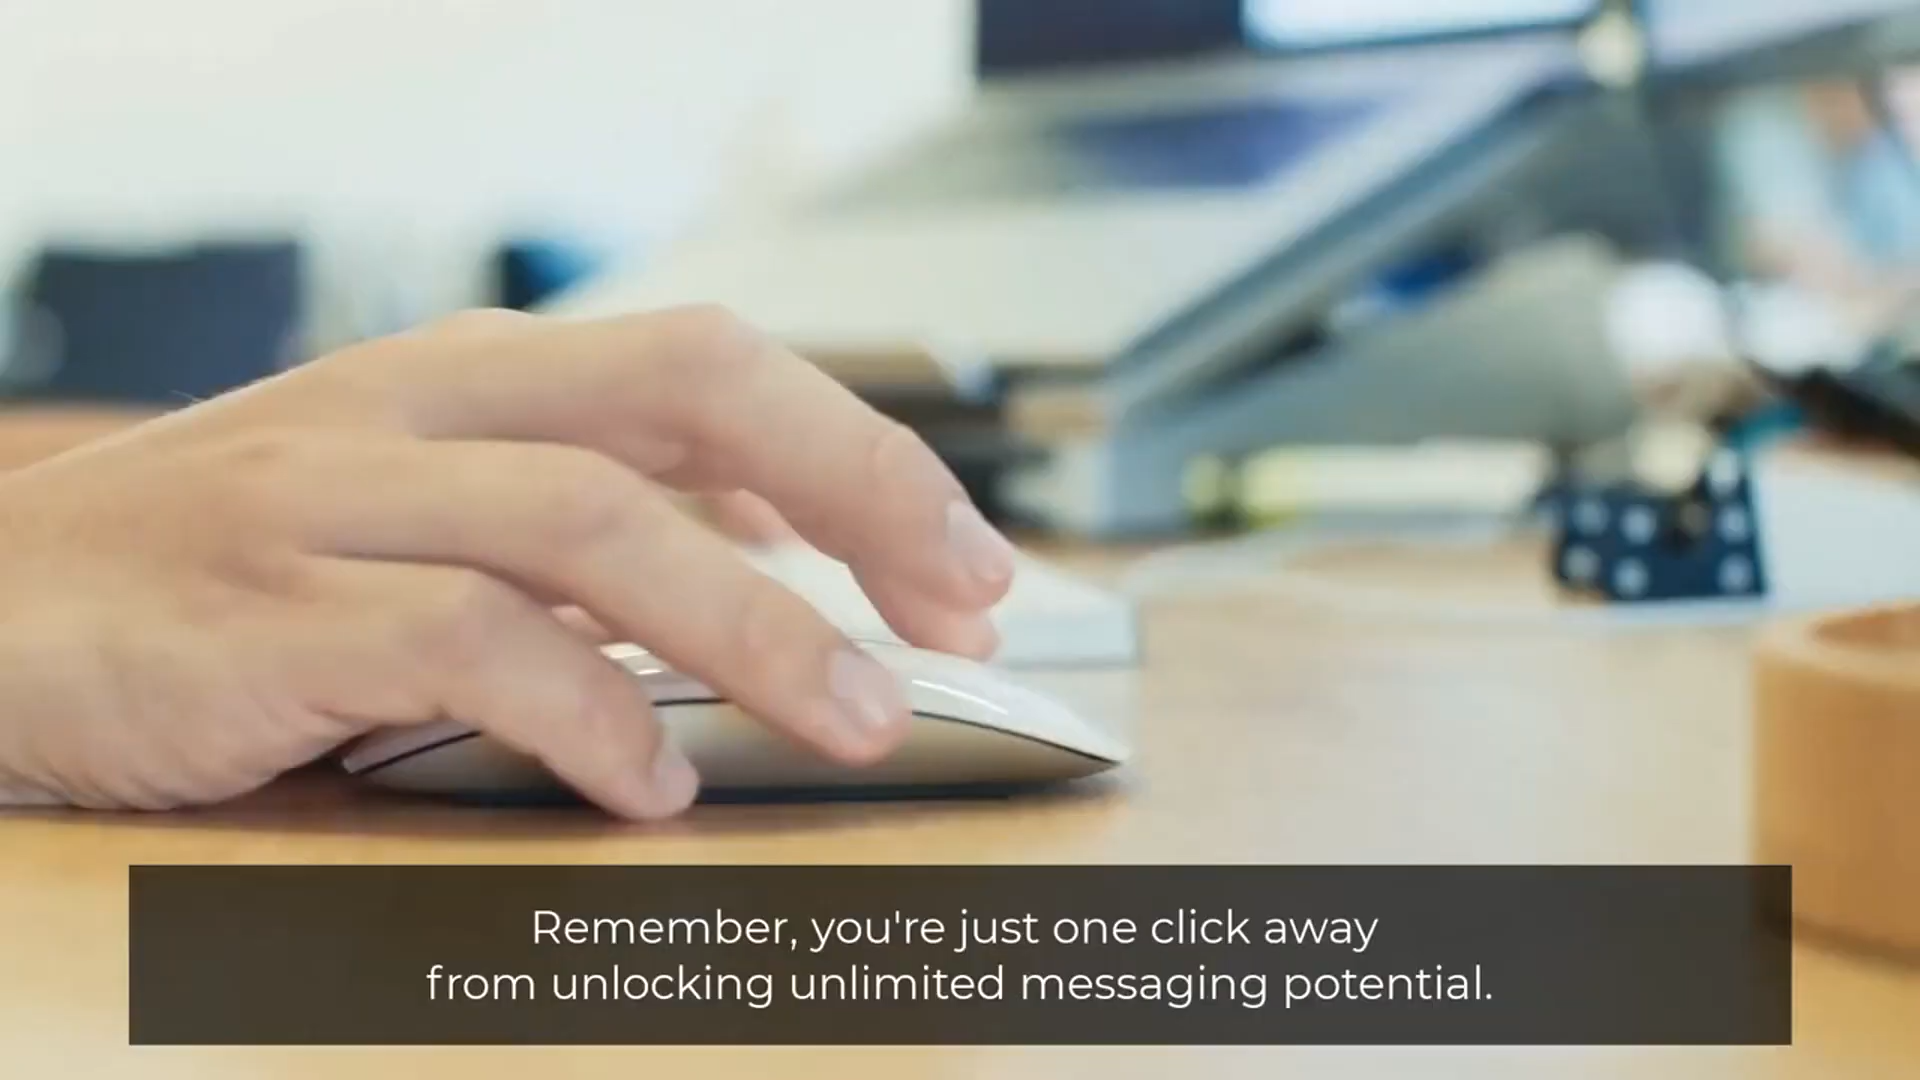 Remember, you're just one click away
from unlocking unlimited messaging potential.